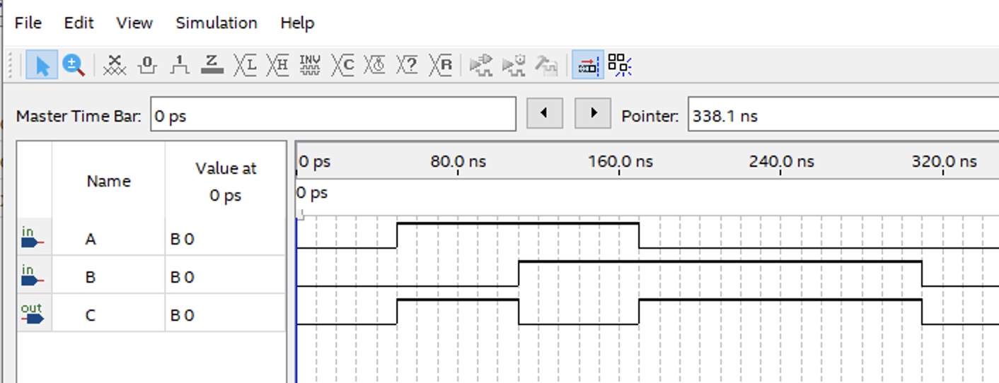 File Edit View Simulation Help
X 0 1 Z L H INV C ? R
Master Time Bar: 0 ps Pointer: 338.1 ns
Name
Value at
0 ps
0 ps 80.0 ns 160.0 ns 240.0 ns 320.0 ns
0 ps
in A B 0
in B B 0
out C B 0